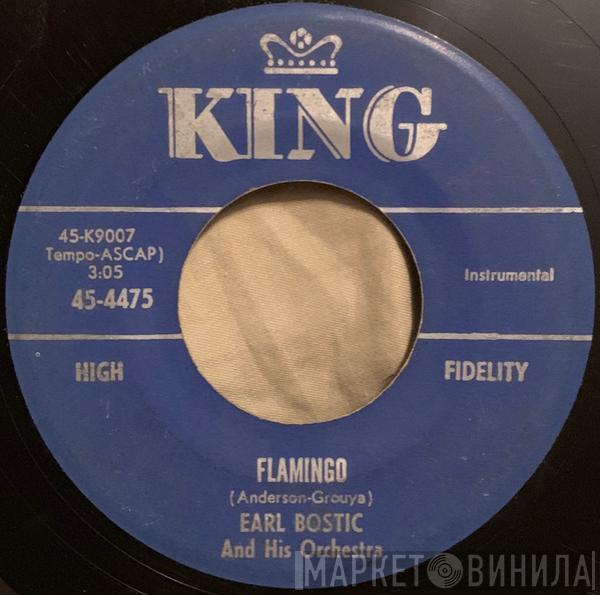 KING
45-K9007
Tempo-ASCAP)
3:05
45-4475
Instrumental
HIGH
FIDELITY
FLAMINGO
(Anderson-Grouya)
EARL BOSTIC
And His Orchestra
МАРКЕТ ВИНИЛА